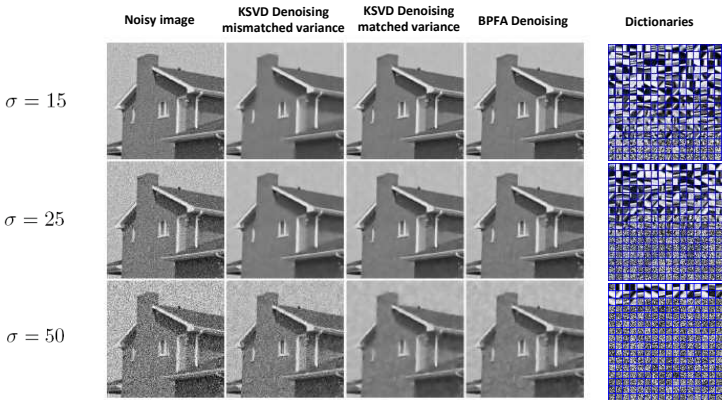 Noisy image
KSVD Denoising
mismatched variance
KSVD Denoising
matched variance
BPFA Denoising
Dictionaries
σ = 15
σ = 25
σ = 50